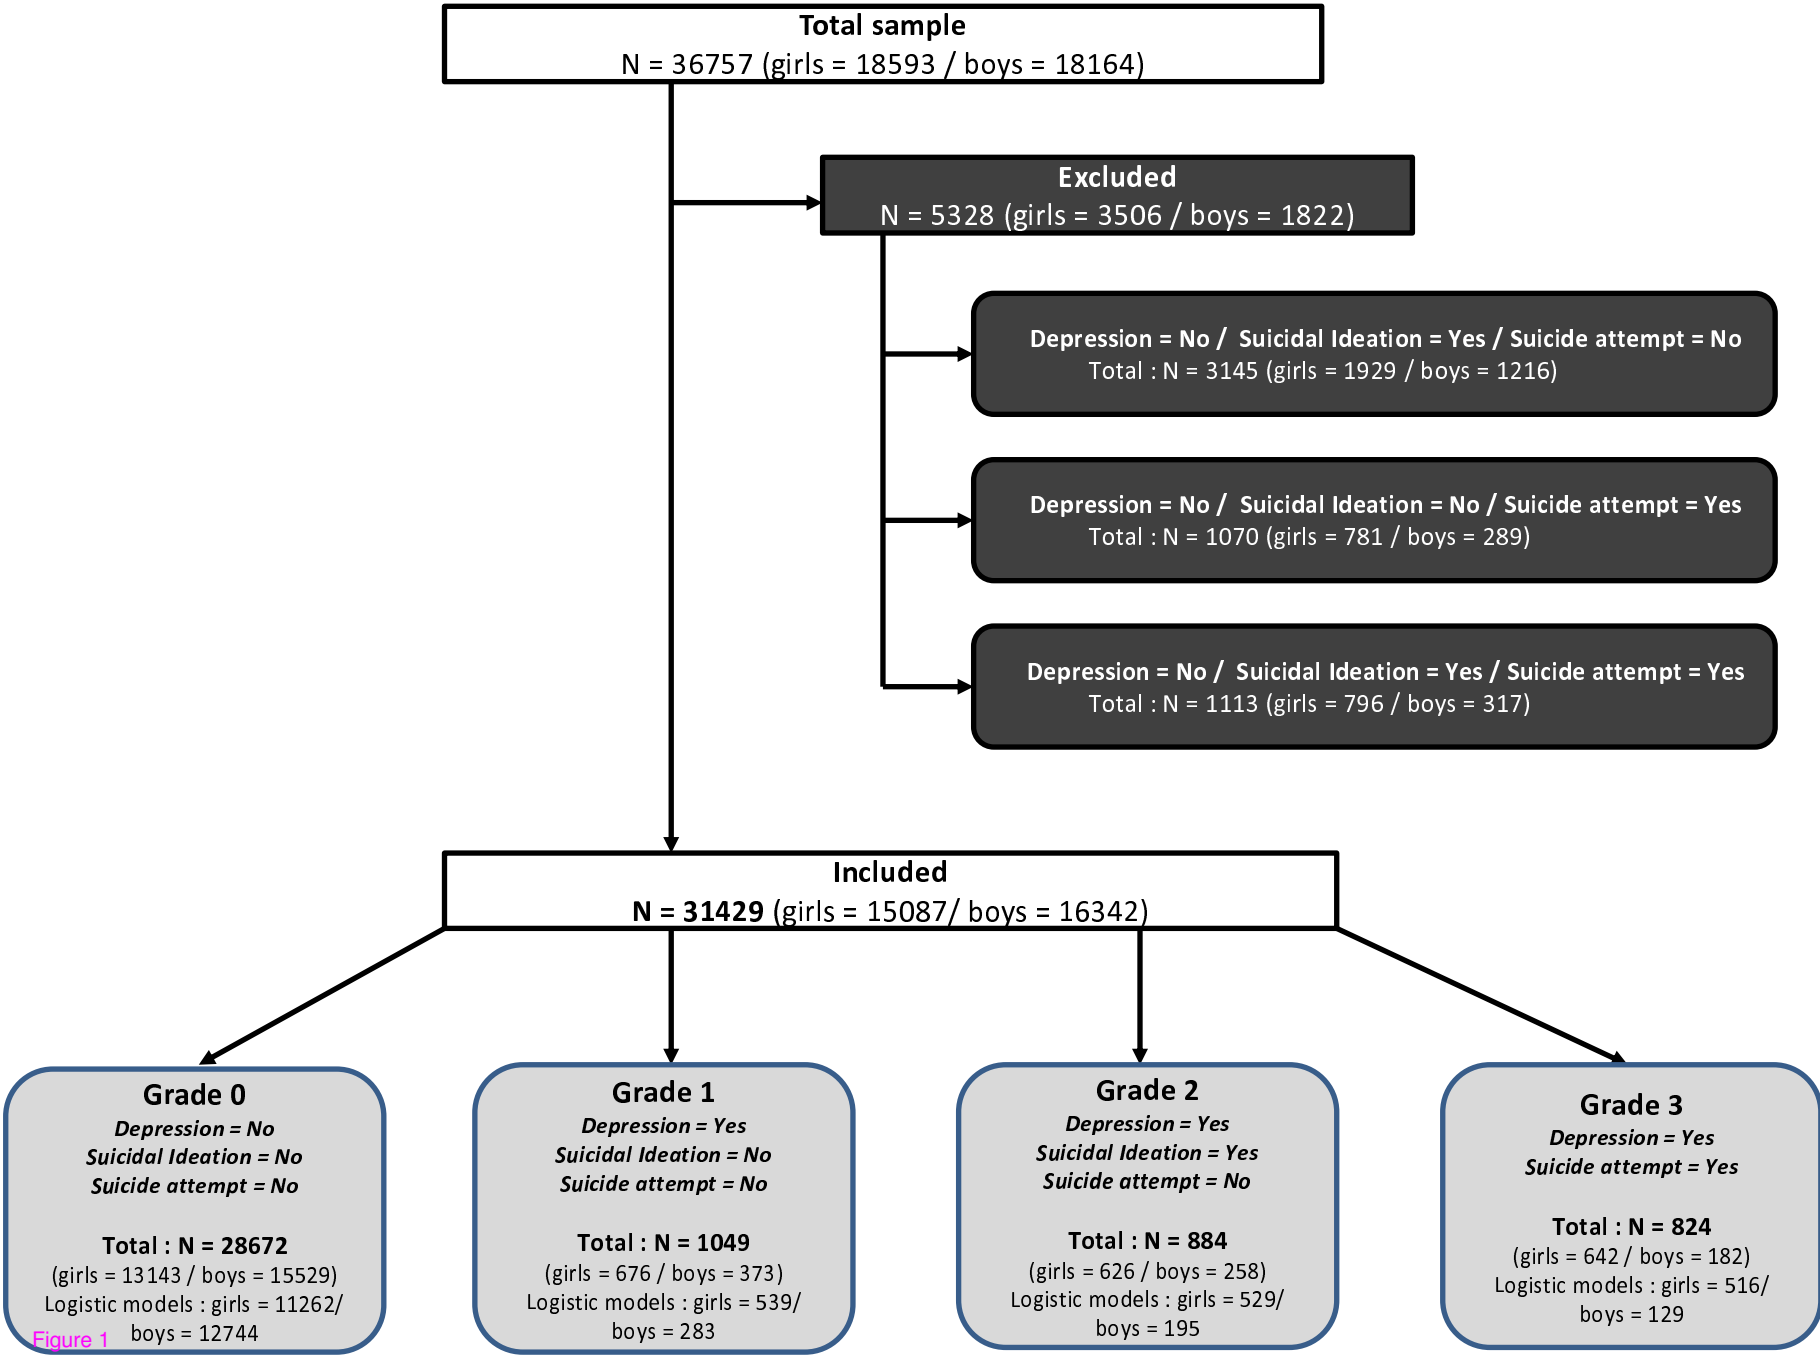 Total sample
N = 36757 (girls = 18593 / boys = 18164)
Excluded
N = 5328 (girls = 3506 / boys = 1822)
Depression = No /  Suicidal Ideation = Yes / Suicide attempt = No
Total : N = 3145 (girls = 1929 / boys = 1216)
Depression = No /  Suicidal Ideation = No / Suicide attempt = Yes
Total : N = 1070 (girls = 781 / boys = 289)
Depression = No /  Suicidal Ideation = Yes / Suicide attempt = Yes
Total : N = 1113 (girls = 796 / boys = 317)
Included
N = 31429 (girls = 15087/ boys = 16342)
Grade 0
Depression = No
Suicidal Ideation = No
Suicide attempt = No
Total : N = 28672
(girls = 13143 / boys = 15529)
Logistic models : girls = 11262/
boys = 12744
Grade 1
Depression = Yes
Suicidal Ideation = No
Suicide attempt = No
Total : N = 1049
(girls = 676 / boys = 373)
Logistic models : girls = 539/
boys = 283
Grade 2
Depression = Yes
Suicidal Ideation = Yes
Suicide attempt = No
Total : N = 884
(girls = 626 / boys = 258)
Logistic models : girls = 529/
boys = 195
Grade 3
Depression = Yes
Suicide attempt = Yes
Total : N = 824
(girls = 642 / boys = 182)
Logistic models : girls = 516/
boys = 129
Figure 1